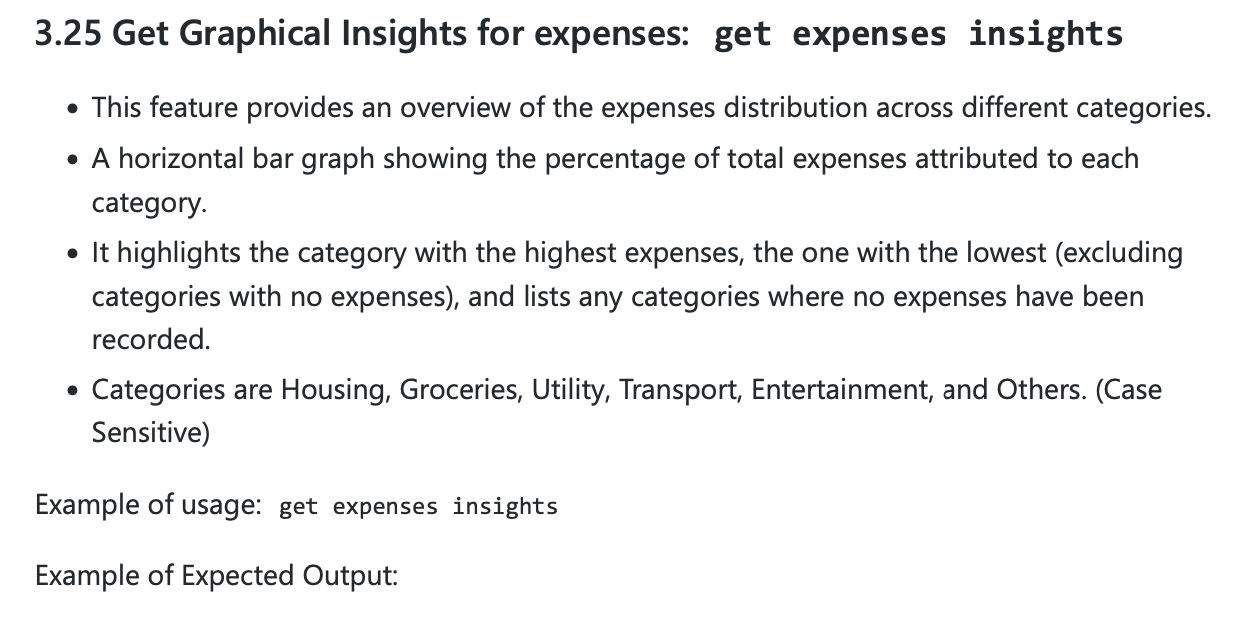 3.25 Get Graphical Insights for expenses: get expenses insights
• This feature provides an overview of the expenses distribution across different categories.
• A horizontal bar graph showing the percentage of total expenses attributed to each
category.
• It highlights the category with the highest expenses, the one with the lowest (excluding
categories with no expenses), and lists any categories where no expenses have been
recorded.
• Categories are Housing, Groceries, Utility, Transport, Entertainment, and Others. (Case
Sensitive)
Example of usage: get expenses insights
Example of Expected Output: